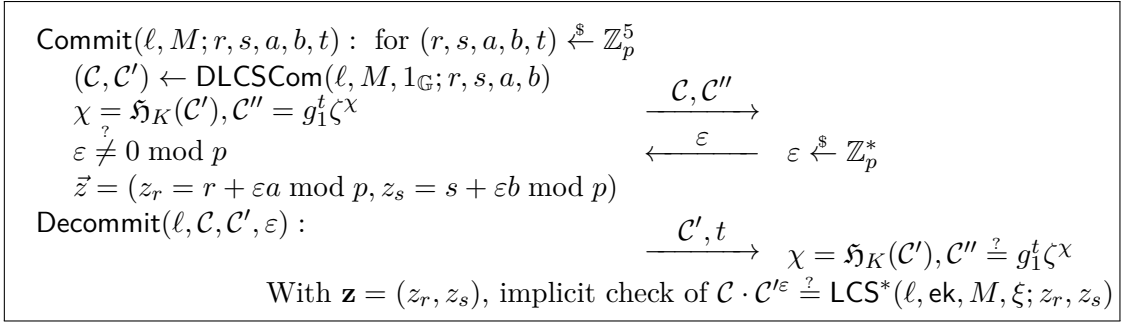 Commit(ℓ, M; r, s, a, b, t) : for (r, s, a, b, t) $← ℤ_p^5
(𝒞, 𝒞′) ← DLCSCom(ℓ, M, 1_𝔾; r, s, a, b)
χ = ℌ_K(𝒞′), 𝒞″ = g_1^t ζ^χ    𝒞, 𝒞″ ⟶
ε ≠? 0 mod p    ε ⟵    ε $← ℤ_p^*
z⃗ = (z_r = r + εa mod p, z_s = s + εb mod p)
Decommit(ℓ, 𝒞, 𝒞′, ε) :
𝒞′, t ⟶    χ = ℌ_K(𝒞′), 𝒞″ =? g_1^t ζ^χ
With 𝐳 = (z_r, z_s), implicit check of 𝒞 · 𝒞′^ε =? LCS*(ℓ, ek, M, ξ; z_r, z_s)